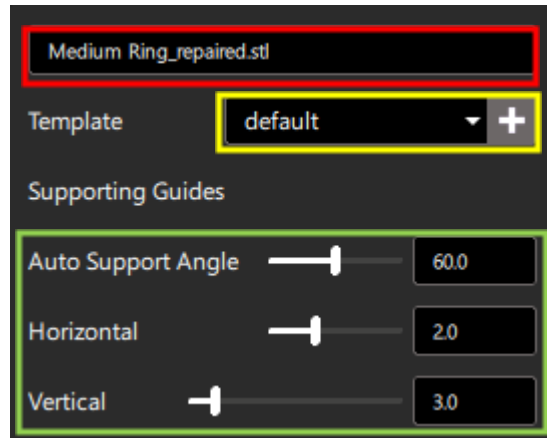 Medium Ring_repaired.stl
Template default
Supporting Guides
Auto Support Angle 60.0
Horizontal 2.0
Vertical 3.0